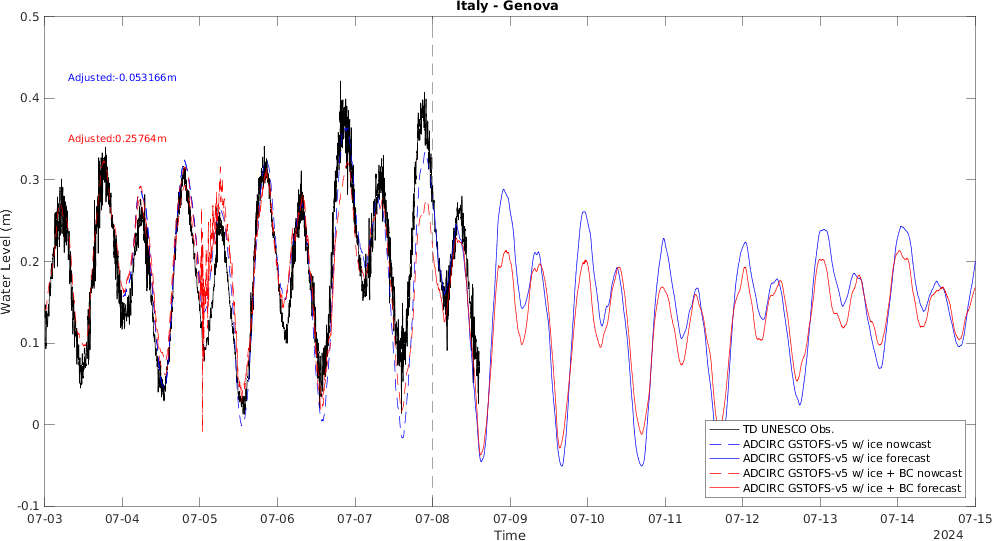 Italy - Genova
Adjusted:-0.053166m
Adjusted:0.25764m
Water Level (m)
0.5
0.4
0.3
0.2
0.1
0
-0.1
07-03 07-04 07-05 07-06 07-07 07-08 07-09 07-10 07-11 07-12 07-13 07-14 07-15
Time
2024
TD UNESCO Obs.
ADCIRC GSTOFS-v5 w/ ice nowcast
ADCIRC GSTOFS-v5 w/ ice forecast
ADCIRC GSTOFS-v5 w/ ice + BC nowcast
ADCIRC GSTOFS-v5 w/ ice + BC forecast